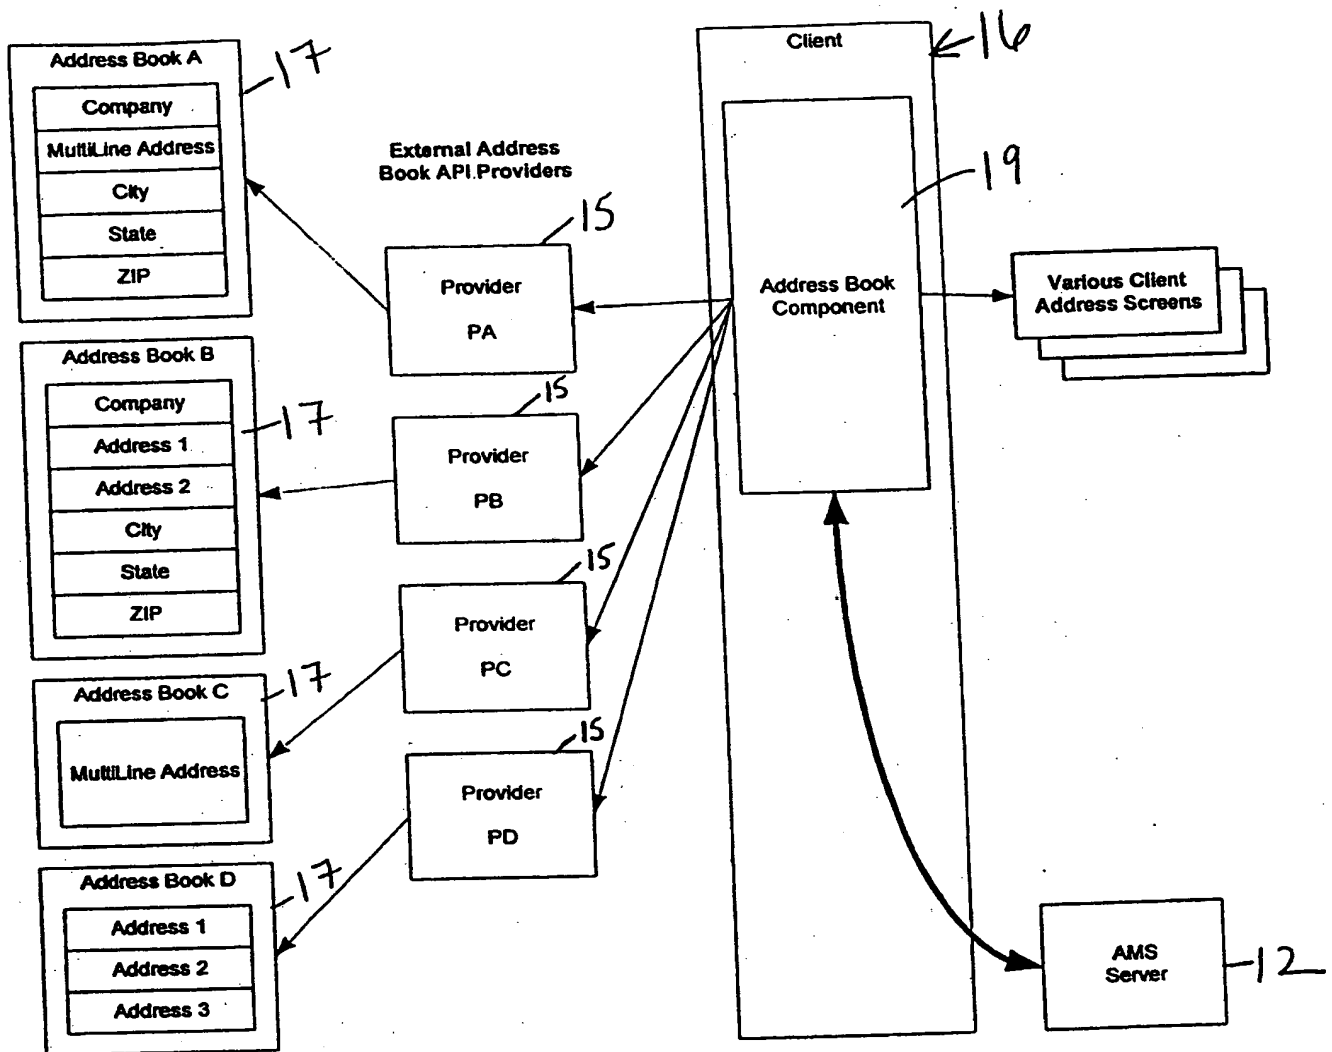 Address Book A
17
Company
MultiLine Address
City
State
ZIP
Address Book B
17
Company
Address 1
Address 2
City
State
ZIP
Address Book C
17
MultiLine Address
Address Book D
17
Address 1
Address 2
Address 3
External Address
Book API Providers
15
Provider
PA
15
Provider
PB
15
Provider
PC
15
Provider
PD
Client
16
19
Address Book
Component
Various Client
Address Screens
AMS
Server
12